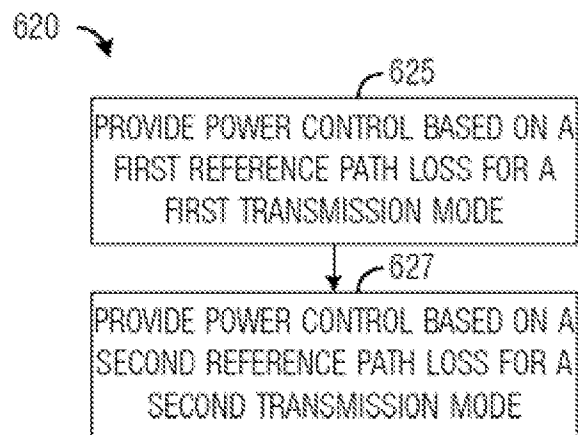 620
625
PROVIDE POWER CONTROL BASED ON A
FIRST REFERENCE PATH LOSS FOR A
FIRST TRANSMISSION MODE
627
PROVIDE POWER CONTROL BASED ON A
SECOND REFERENCE PATH LOSS FOR A
SECOND TRANSMISSION MODE